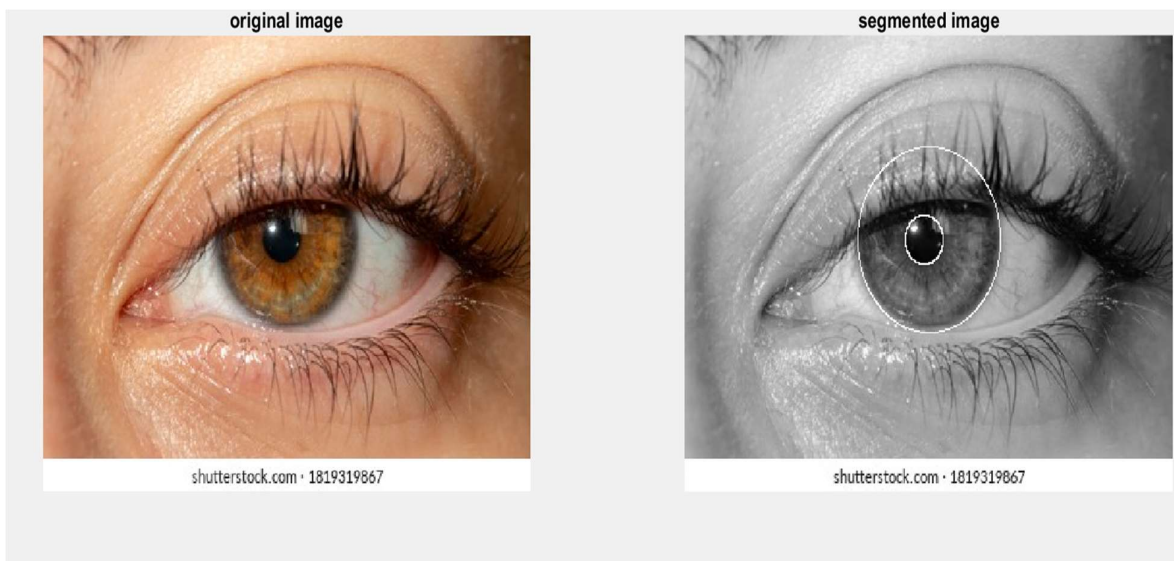 original image
segmented image
shutterstock.com · 1819319867
shutterstock.com · 1819319867